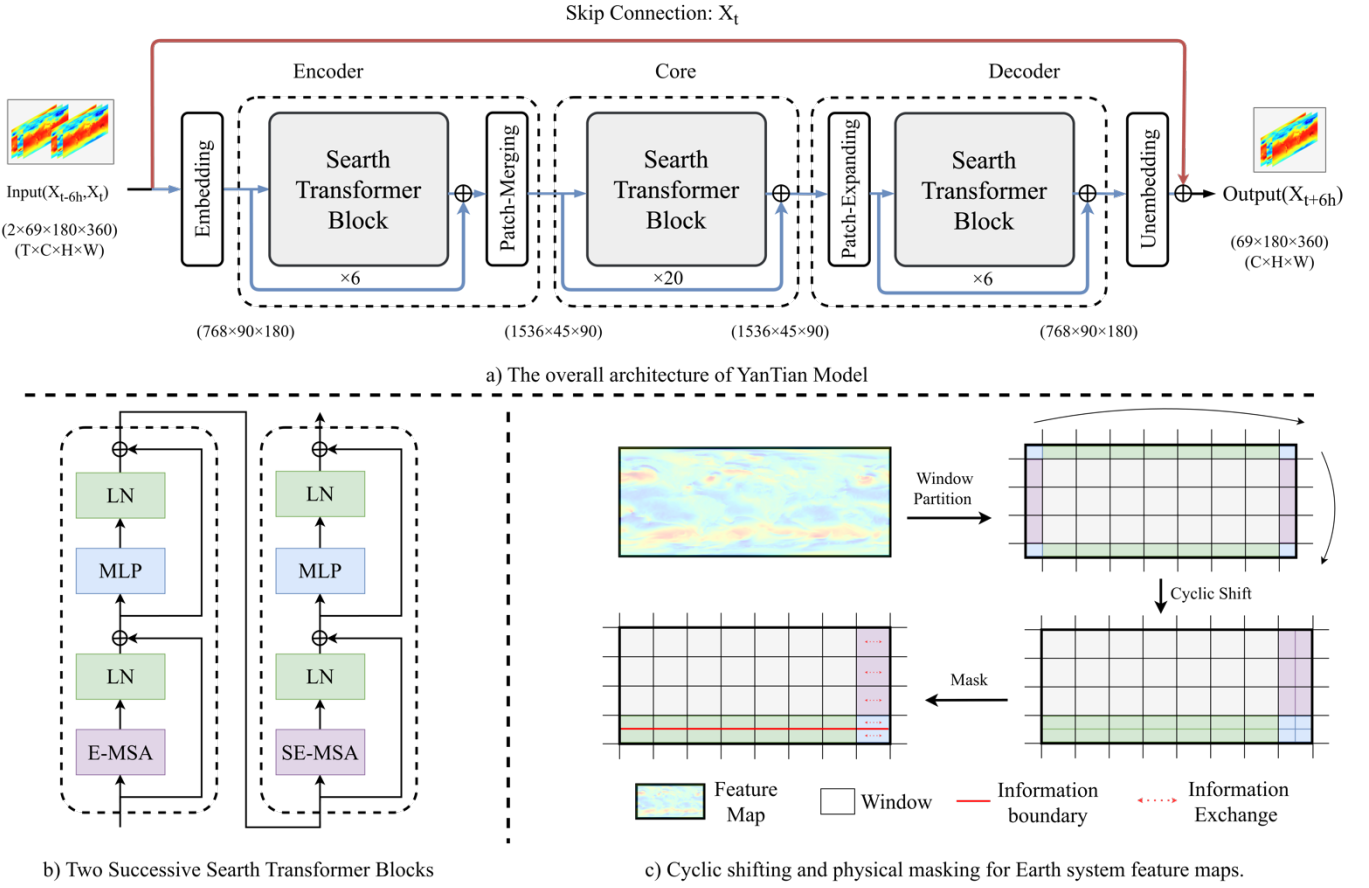 Skip Connection: Xt
Encoder
Core
Decoder
Input(Xt-6h,Xt)
(2×69×180×360)
(T×C×H×W)
Embedding
Searth
Transformer
Block
×6
Patch-Merging
Searth
Transformer
Block
×20
Patch-Expanding
Searth
Transformer
Block
×6
Unembedding
Output(Xt+6h)
(69×180×360)
(C×H×W)
(768×90×180)
(1536×45×90)
(1536×45×90)
(768×90×180)
a) The overall architecture of YanTian Model
LN
MLP
LN
E-MSA
LN
MLP
LN
SE-MSA
b) Two Successive Searth Transformer Blocks
Window
Partition
Cyclic Shift
Mask
Feature
Map
Window
Information
boundary
Information
Exchange
c) Cyclic shifting and physical masking for Earth system feature maps.